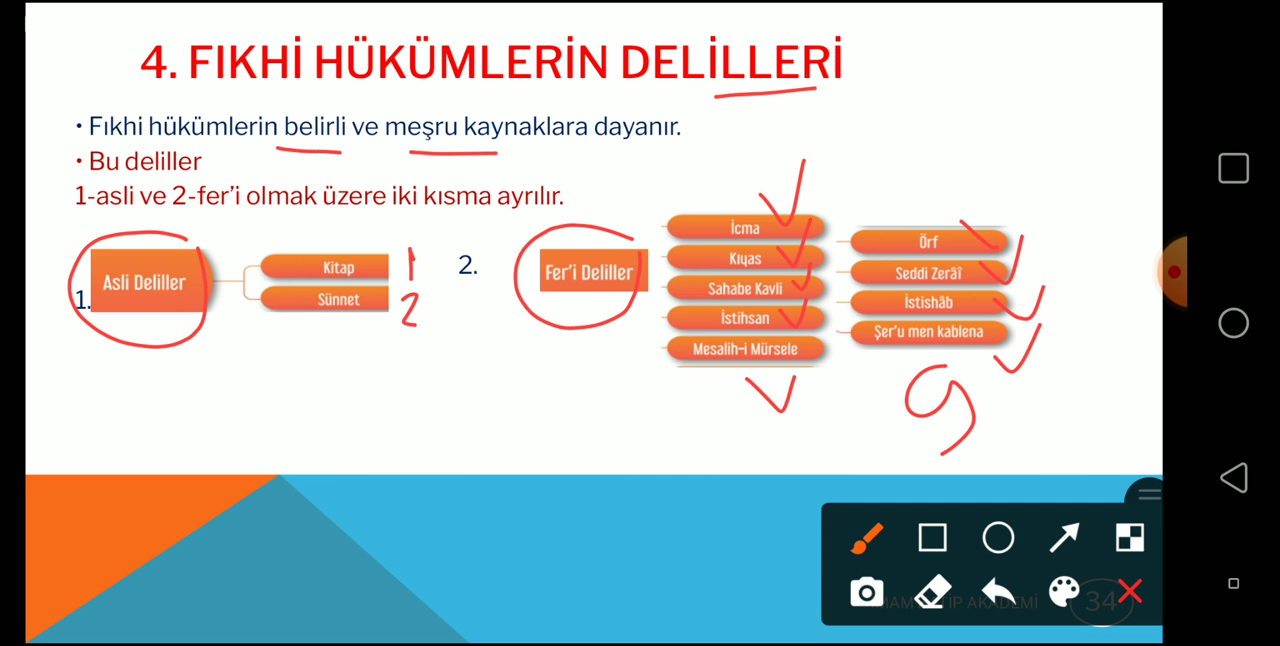 4. FIKHİ HÜKÜMLERİN DELİLLERİ
• Fıkhi hükümlerin belirli ve meşru kaynaklara dayanır.
• Bu deliller
1-asli ve 2-fer’i olmak üzere iki kısma ayrılır.
1.
Asli Deliller
Kitap
1
Sünnet
2
2.
Fer’i Deliller
İcma
Kıyas
Sahabe Kavli
İstihsan
Mesalih-i Mürsele
Örf
Seddi Zerâî
İstishâb
Şer’u men kablena
9
AKADEMİ
34